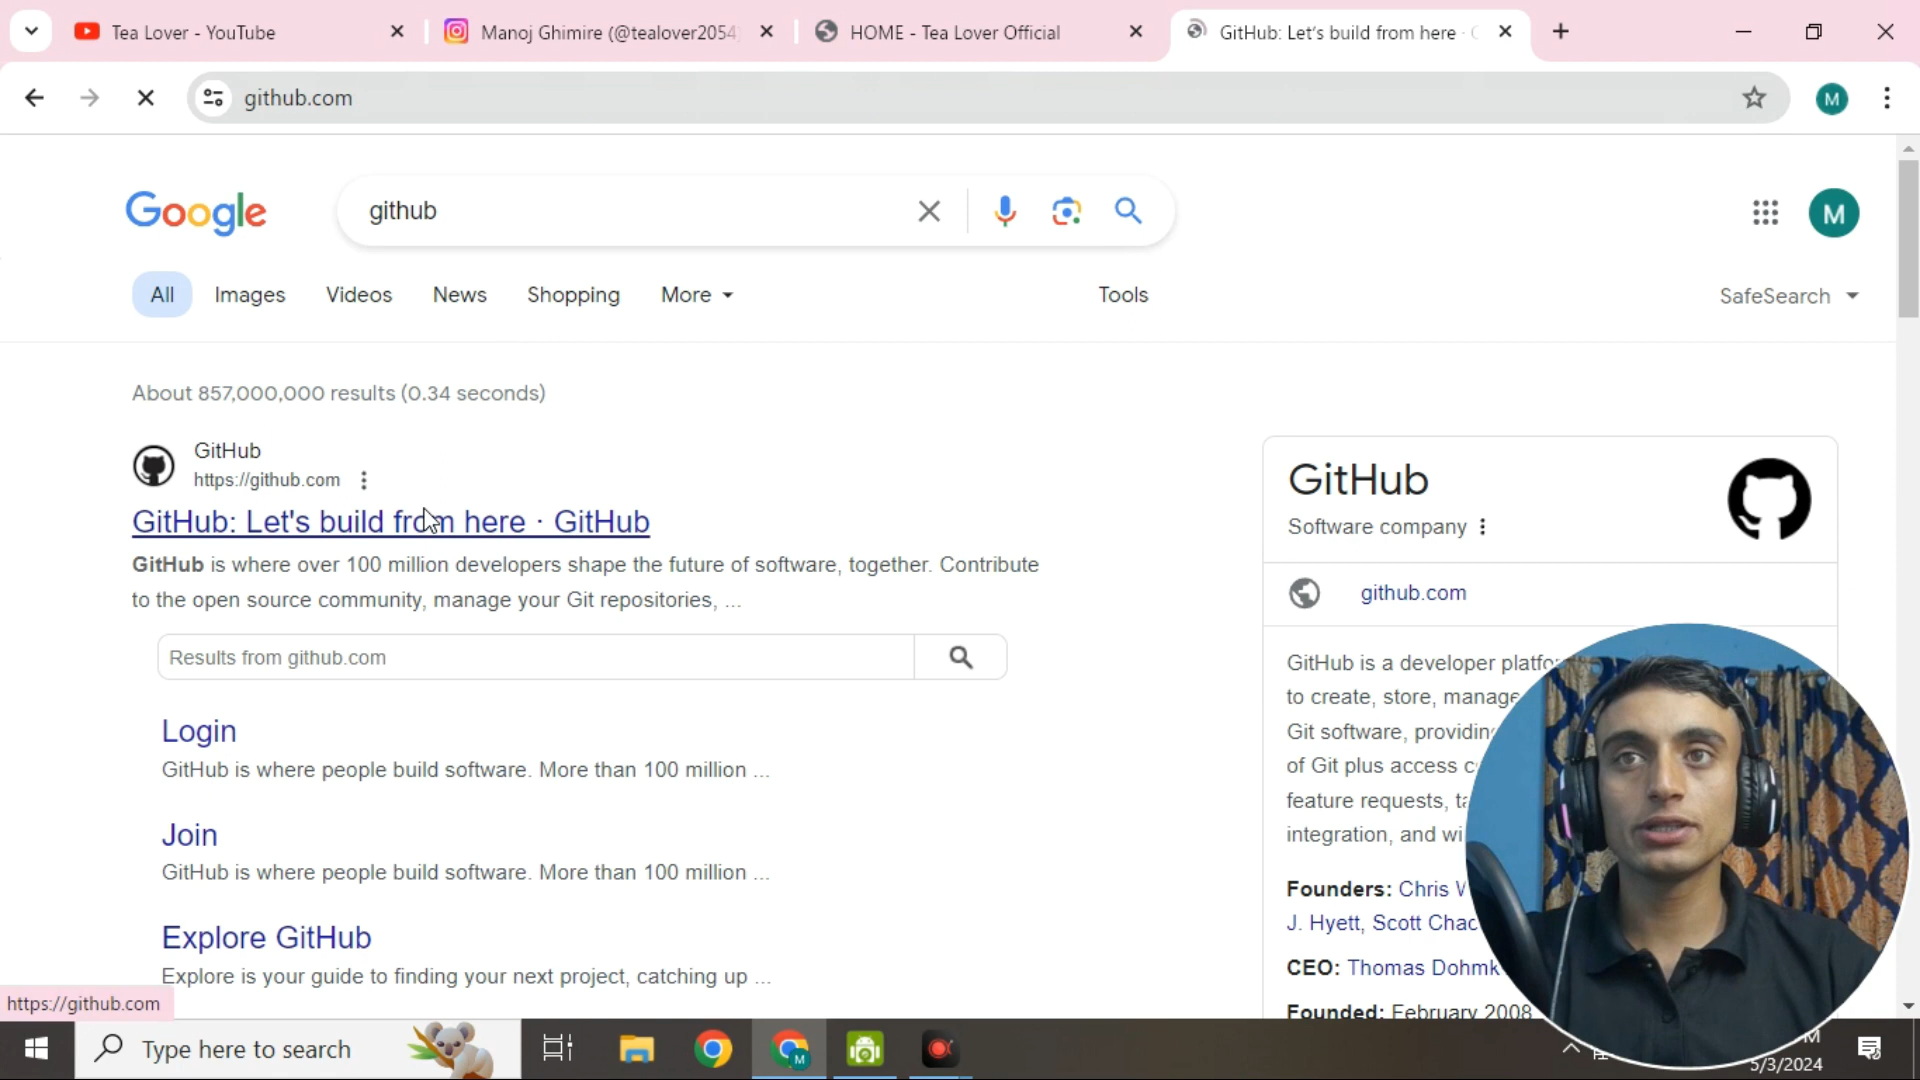 Tea Lover - YouTube
Manoj Ghimire (@tealover2054
HOME - Tea Lover Official
GitHub: Let's build from here ·
github.com
Google
github
M
M
All
Images
Videos
News
Shopping
More
Tools
SafeSearch
About 857,000,000 results (0.34 seconds)
GitHub
https://github.com
GitHub: Let's build from here · GitHub
GitHub is where over 100 million developers shape the future of software, together. Contribute
to the open source community, manage your Git repositories, ...
Results from github.com
Login
GitHub is where people build software. More than 100 million ...
Join
GitHub is where people build software. More than 100 million ...
Explore GitHub
Explore is your guide to finding your next project, catching up ...
GitHub
Software company
github.com
GitHub is a developer
to create, store, manage
Git software,
of Git plus access
feature requests,
integration, and
Founders: Chris
J. Hyett, Scott
CEO: Thomas
Founded: February 2008
https://github.com
Type here to search
M
5/3/2024